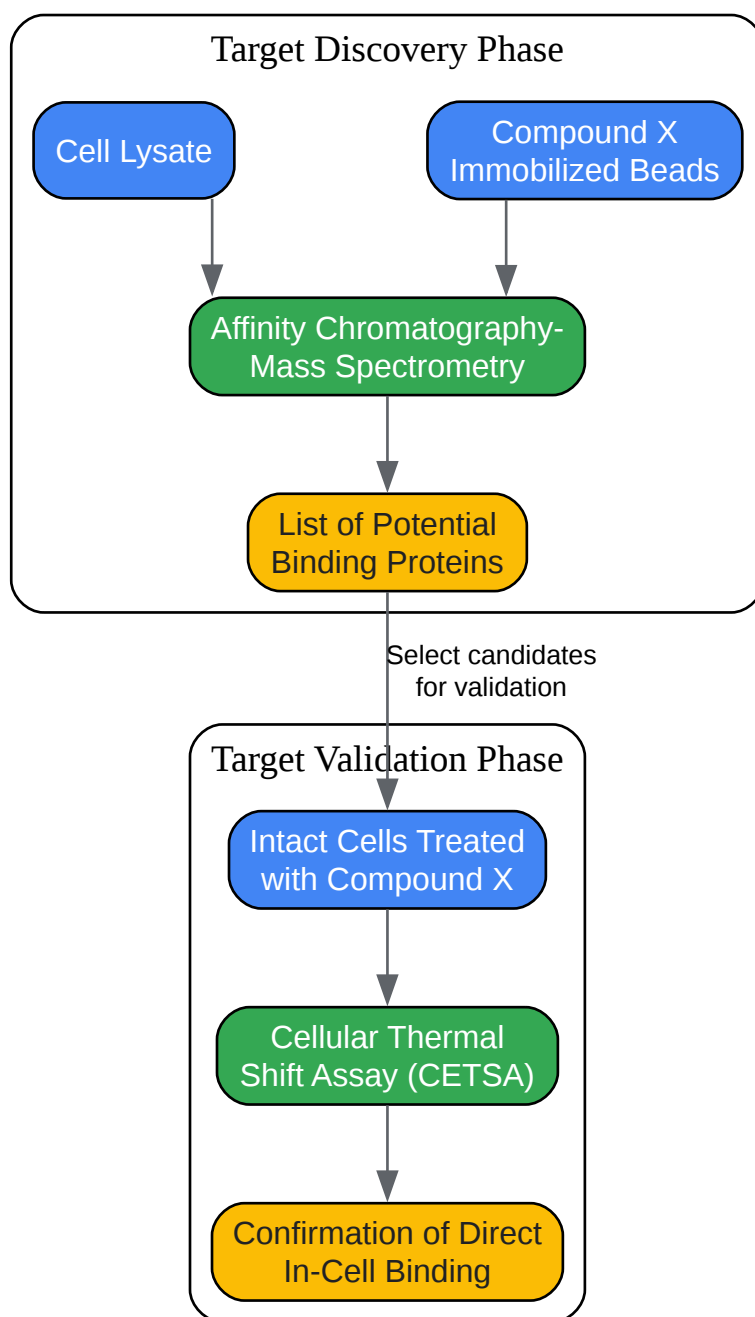 Target Discovery Phase
Cell Lysate
Compound X
Immobilized Beads
Affinity Chromatography-
Mass Spectrometry
List of Potential
Binding Proteins
Select candidates
for validation
Target Validation Phase
Intact Cells Treated
with Compound X
Cellular Thermal
Shift Assay (CETSA)
Confirmation of Direct
In-Cell Binding